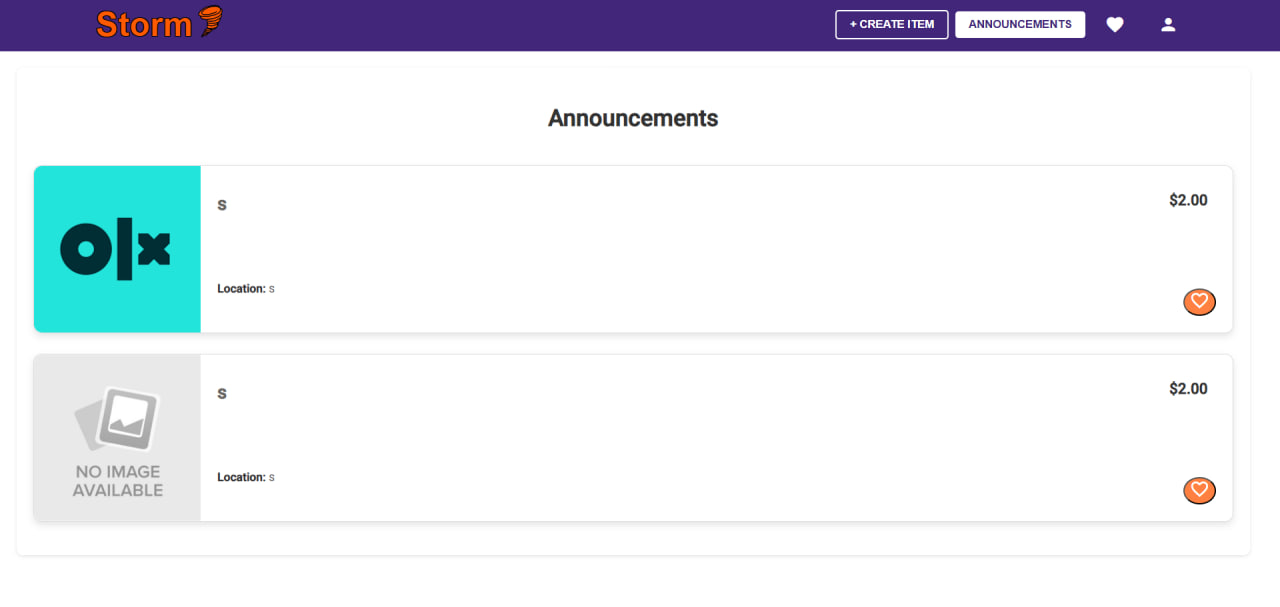 Storm
+ CREATE ITEM
ANNOUNCEMENTS
Announcements
olx
s
$2.00
Location: s
NO IMAGE
AVAILABLE
s
$2.00
Location: s